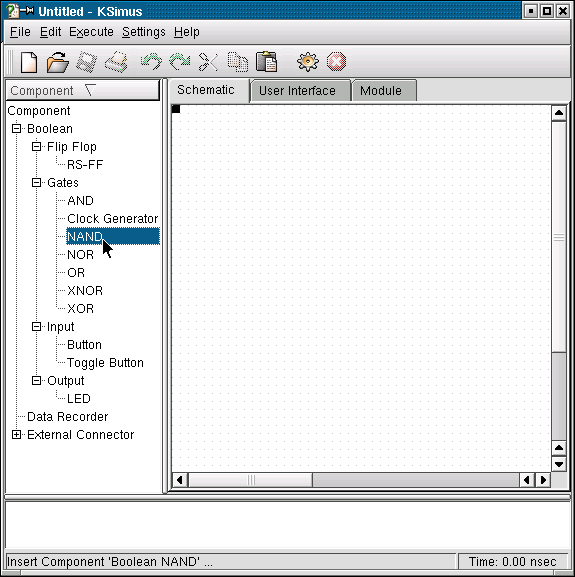 Untitled - KSimus
File Edit Execute Settings Help
Component
Schematic User Interface Module
Component
Boolean
Flip Flop
RS-FF
Gates
AND
Clock Generator
NAND
NOR
OR
XNOR
XOR
Input
Button
Toggle Button
Output
LED
Data Recorder
External Connector
Insert Component 'Boolean NAND' ...
Time: 0.00 nsec